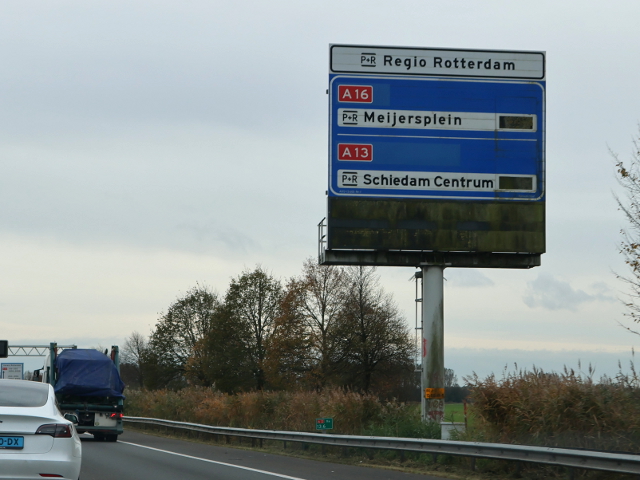 P+R Regio Rotterdam
A16
P+R Meijersplein
A13
P+R Schiedam Centrum